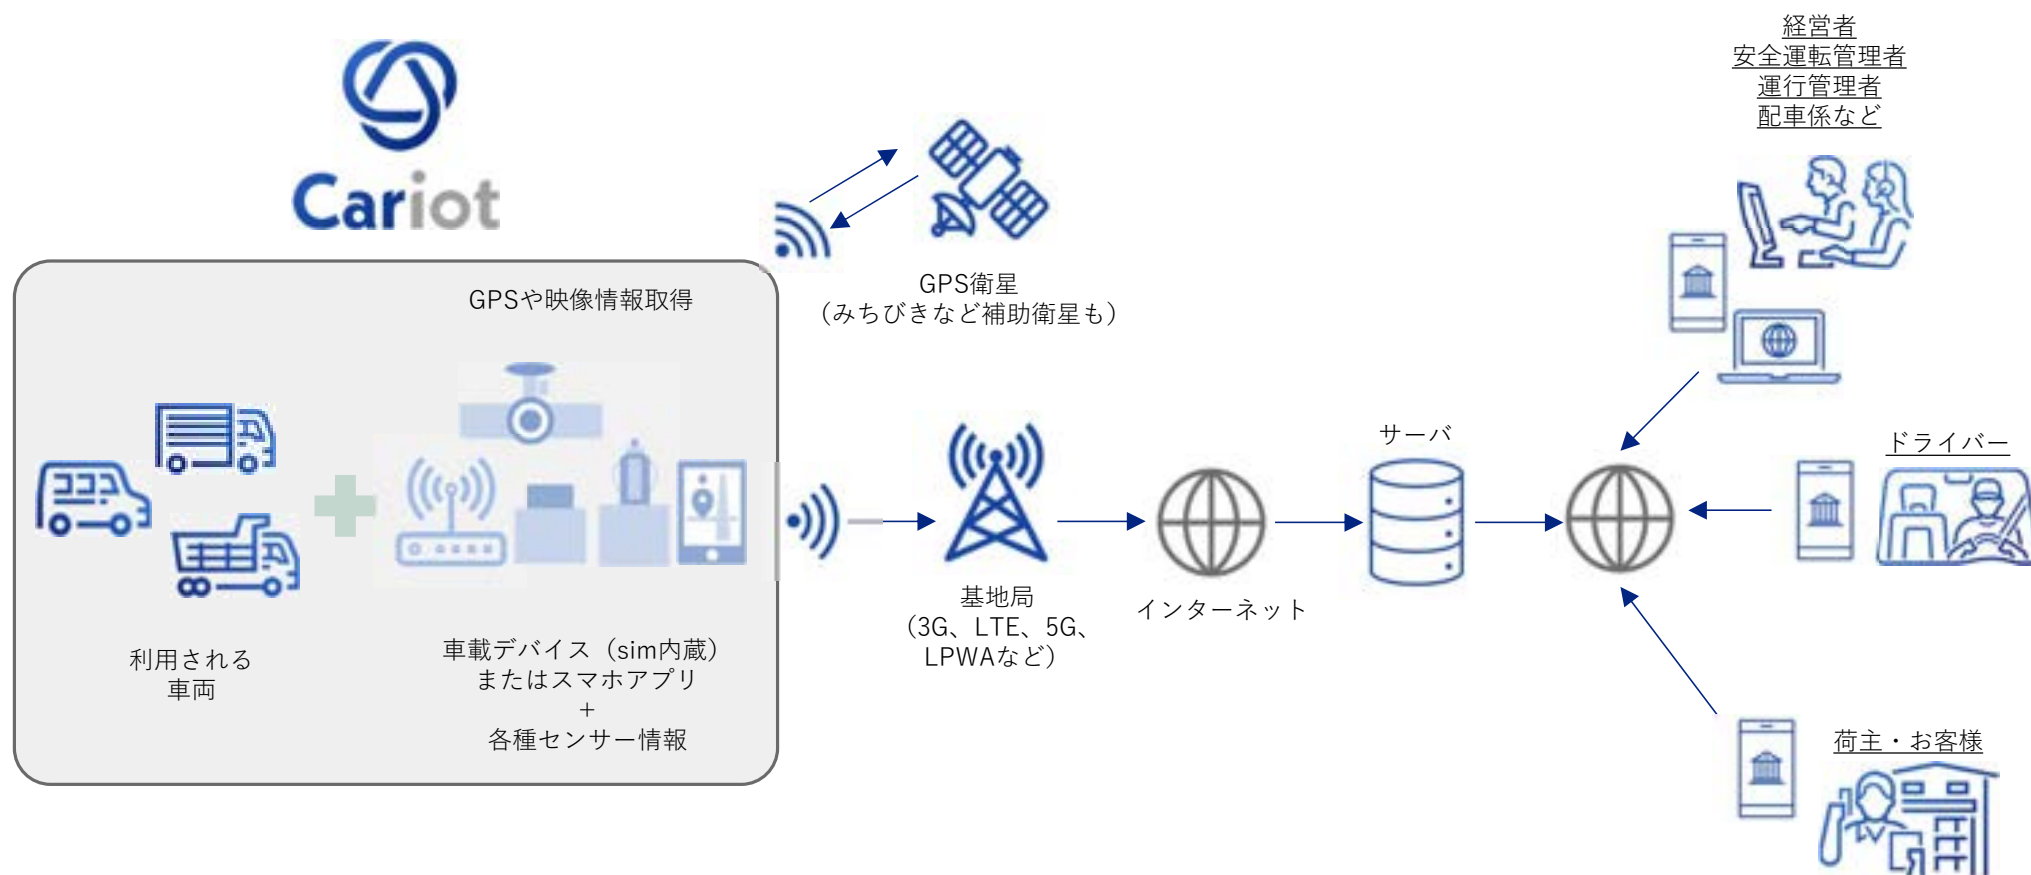 Cariot
GPSや映像情報取得
利用される
車両
車載デバイス（sim内蔵）
またはスマホアプリ
+
各種センサー情報
GPS衛星
（みちびきなど補助衛星も）
基地局
（3G、LTE、5G、
LPWAなど）
インターネット
サーバ
経営者
安全運転管理者
運行管理者
配車係など
ドライバー
荷主・お客様